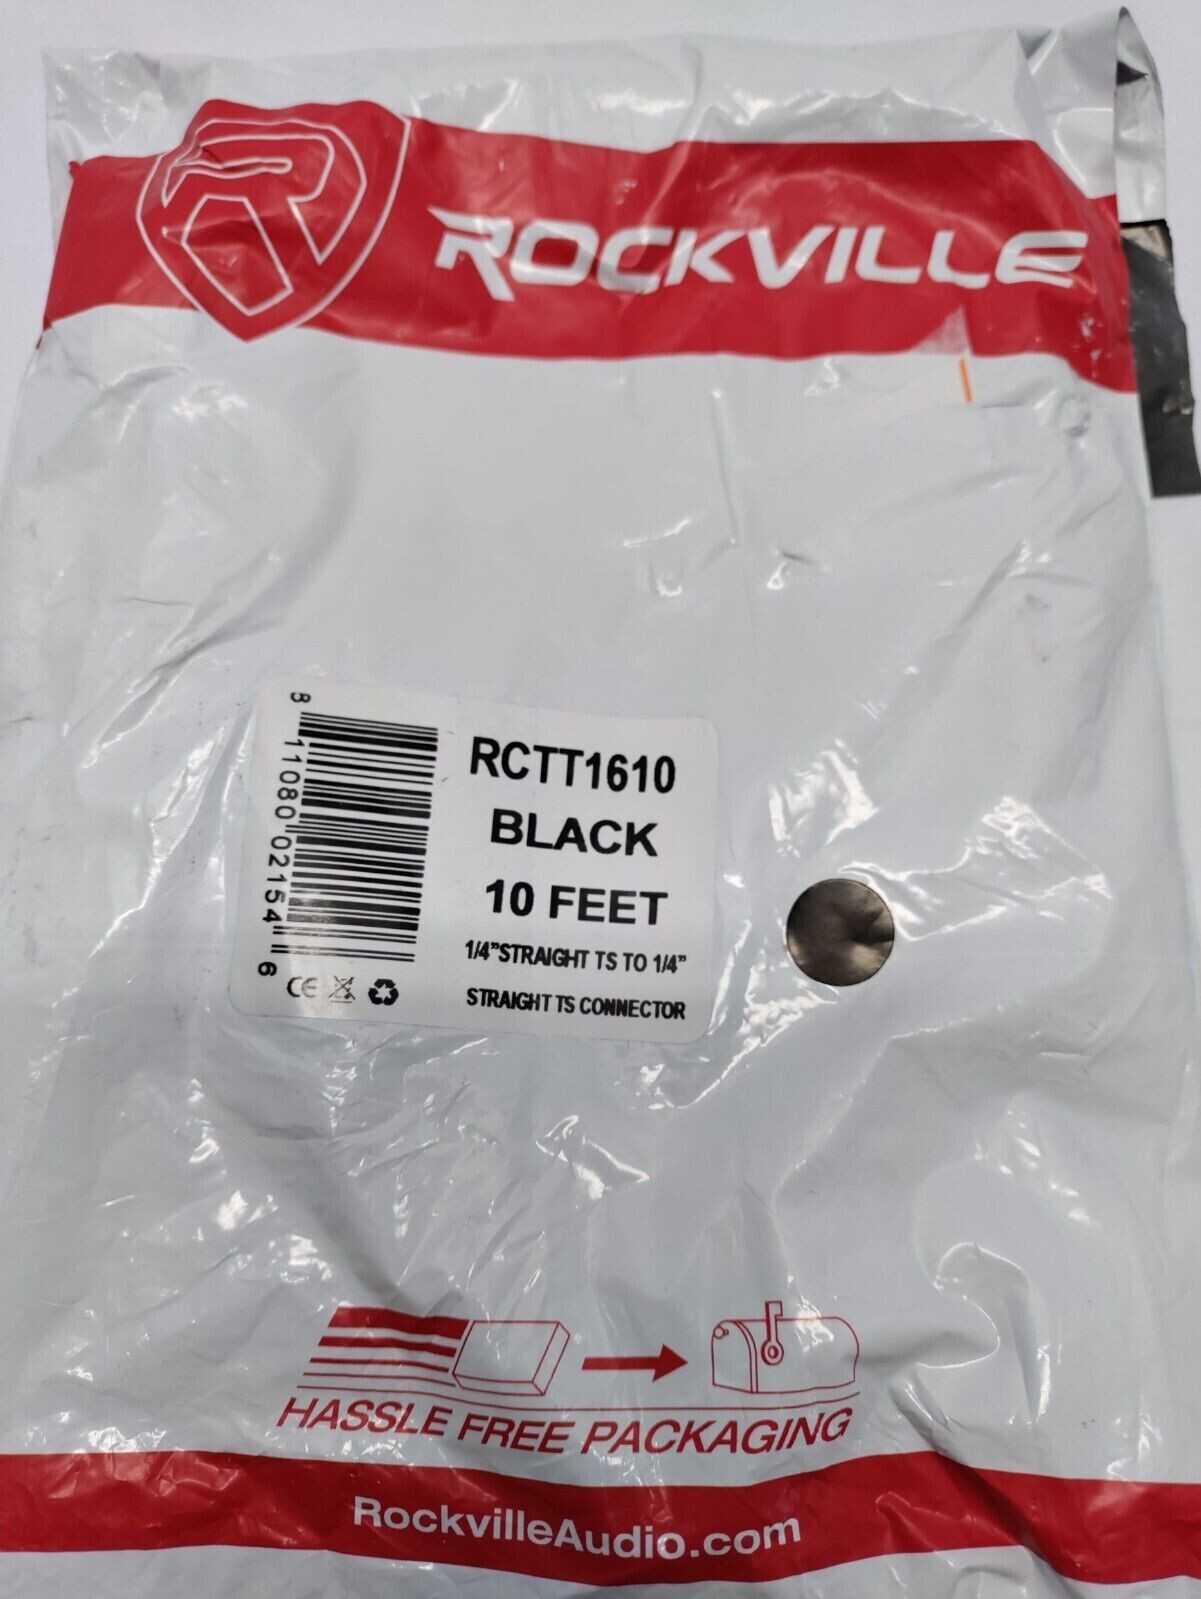 ROCKVILLE
RCTT1610
BLACK
10 FEET
1/4"STRAIGHT TS TO 1/4"
STRAIGHT TS CONNECTOR
8 11080 02154 6
CE
HASSLE FREE PACKAGING
RockvilleAudio.com